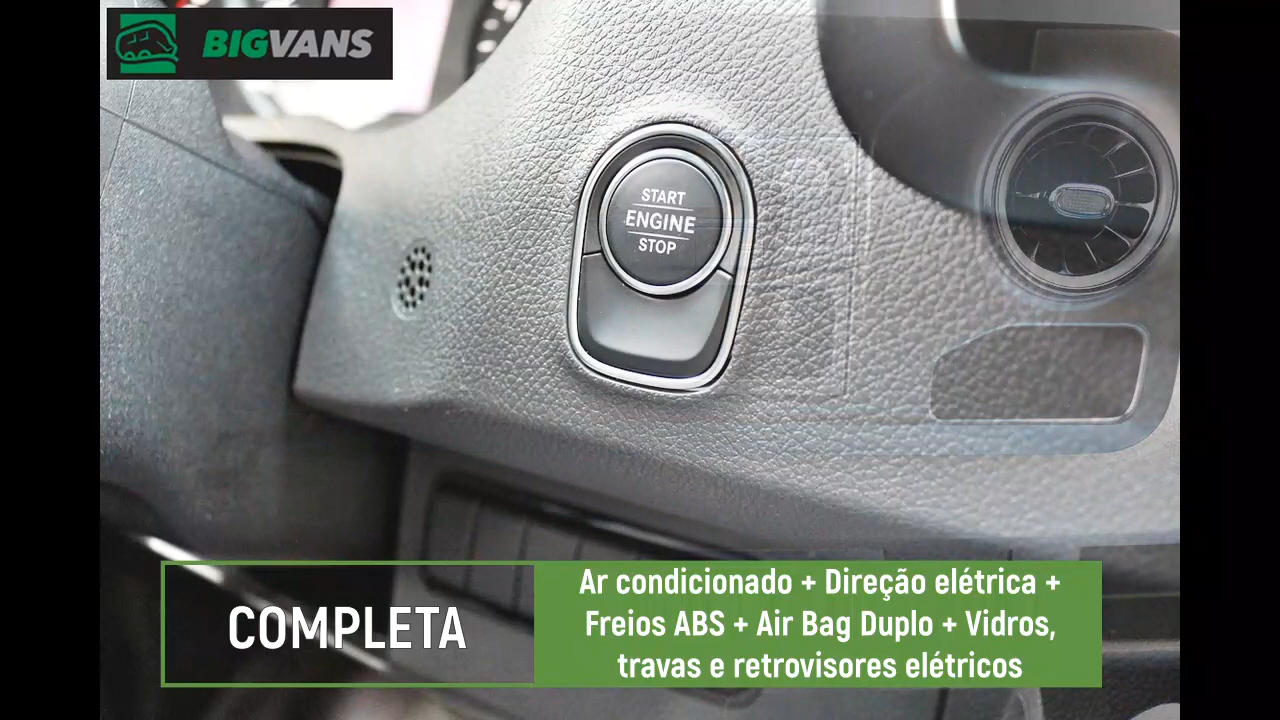 BIGVANS
START
ENGINE
STOP
COMPLETA
Ar condicionado + Direção elétrica +
Freios ABS + Air Bag Duplo + Vidros,
travas e retrovisores elétricos